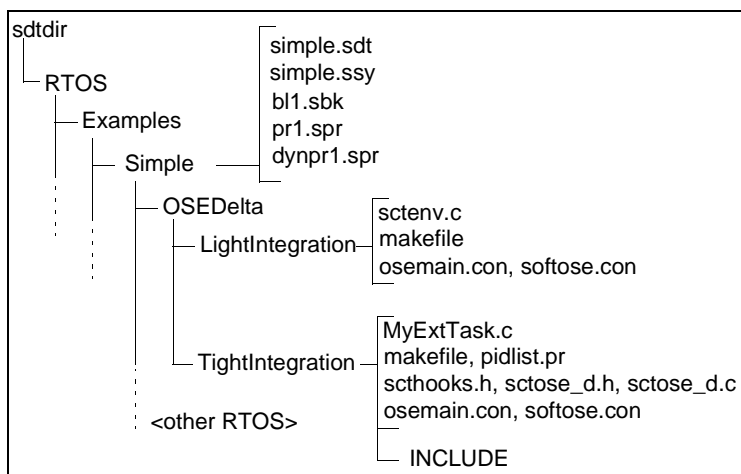 sdtdir
simple.sdt
simple.ssy
bl1.sbk
pr1.spr
dynpr1.spr
RTOS
Examples
Simple
OSEDelta
sctenv.c
makefile
osemain.con, softose.con
LightIntegration
MyExtTask.c
makefile, pidlist.pr
scthooks.h, sctose_d.h, sctose_d.c
osemain.con, softose.con
TightIntegration
<other RTOS>
INCLUDE